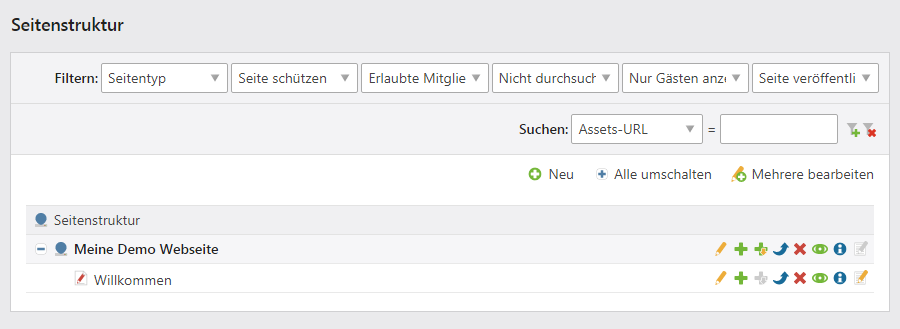 Seitenstruktur
Filtern: Seitentyp Seite schützen Erlaubte Mitglie Nicht durchsuch Nur Gästen anze Seite veröffentli
Suchen: Assets-URL =
Neu Alle umschalten Mehrere bearbeiten
Seitenstruktur
Meine Demo Webseite
Willkommen